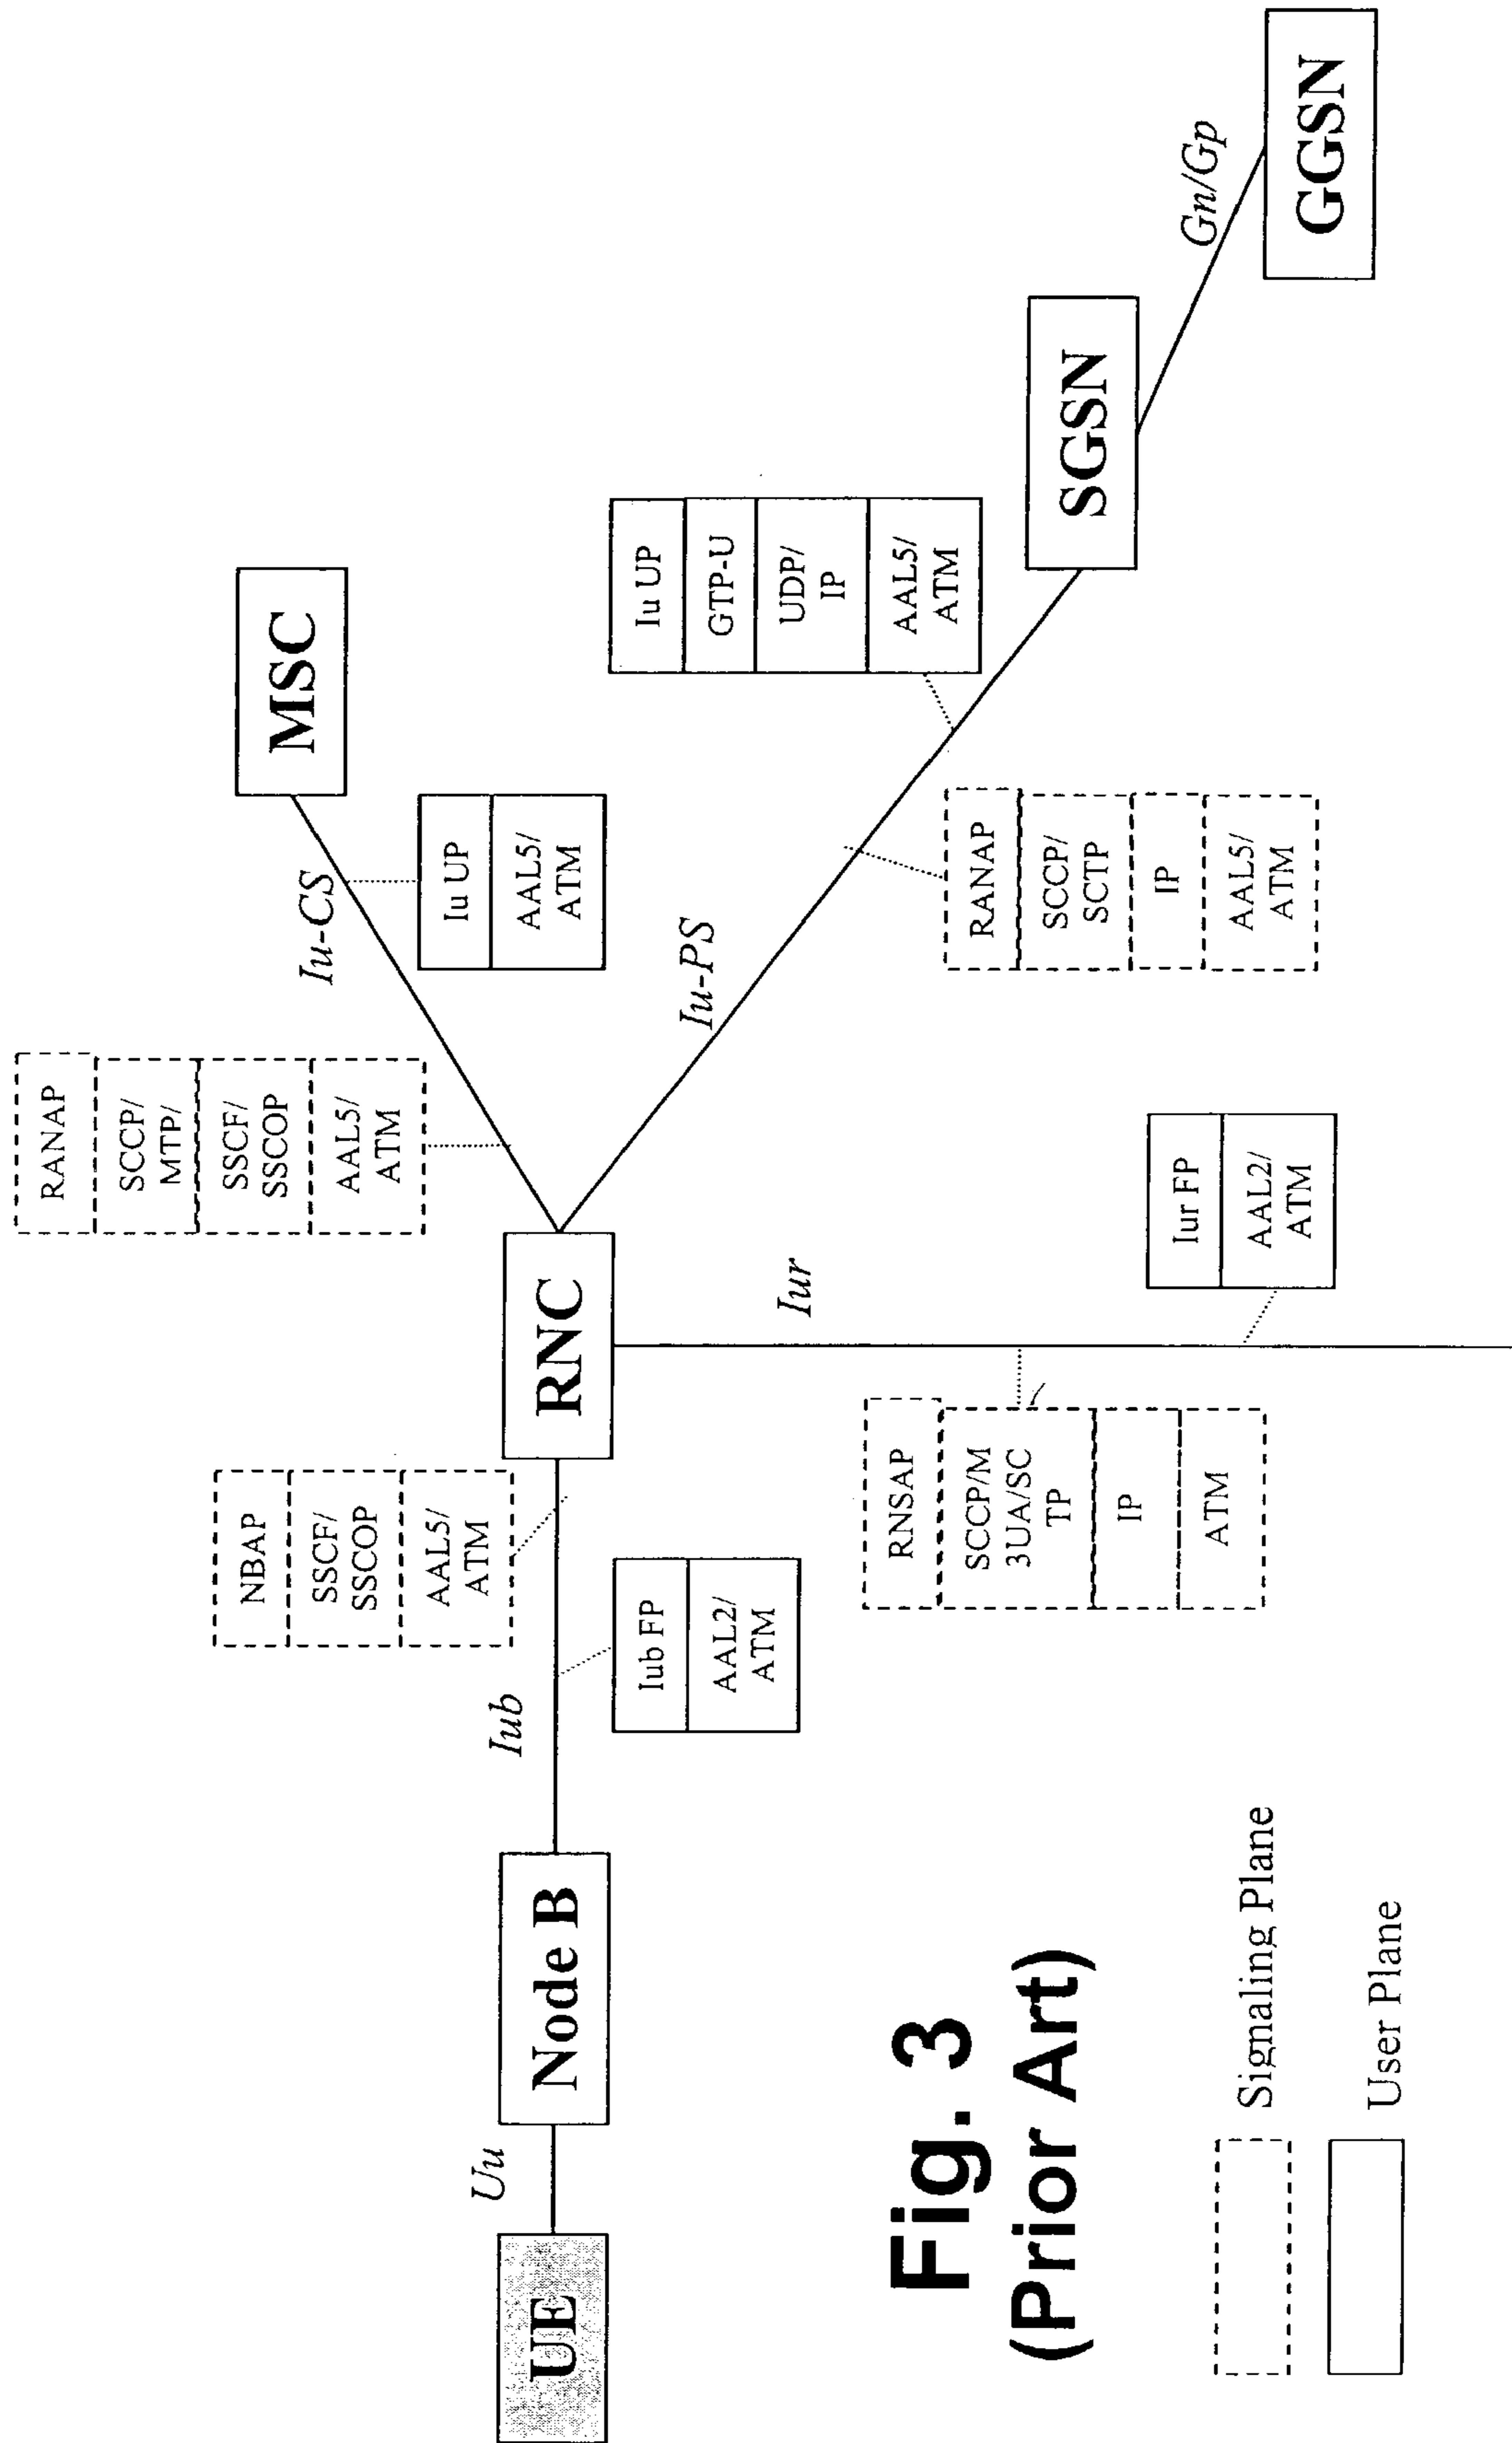 RANAP
SCCP/
MTP/
SSCF/
SSCOP
AAL5/
ATM
MSC
Iu-CS
Iu UP
AAL5/
ATM
NBAP
SSCF/
SSCOP
AAL5/
ATM
UE
Uu
Node B
Iub
RNC
Iub FP
AAL2/
ATM
Iu-PS
Iu UP
GTP-U
UDP/
IP
AAL5/
ATM
RANAP
SCCP/
SCTP
IP
AAL5/
ATM
SGSN
Gn/Gp
GGSN
Iur
RNSAP
SCCP/M
3UA/SC
TP
IP
ATM
Iur FP
AAL2/
ATM
Fig. 3
(Prior Art)
Signaling Plane
User Plane